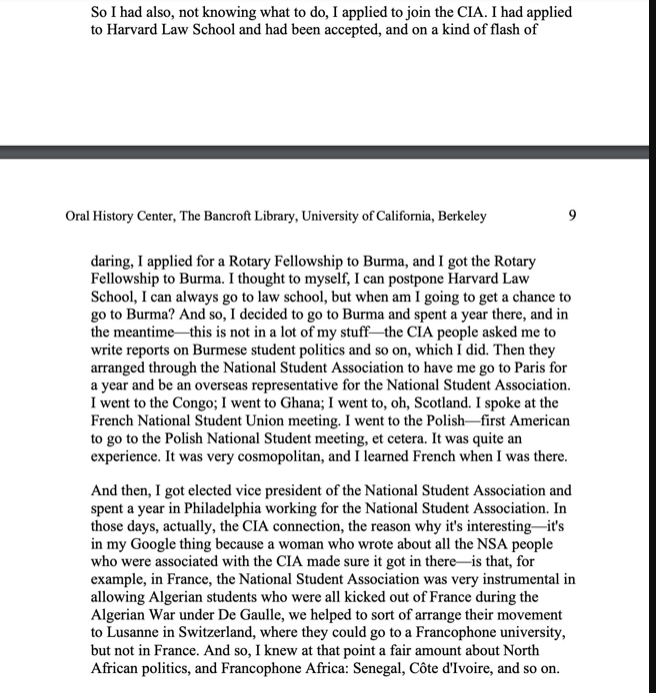 So I had also, not knowing what to do, I applied to join the CIA. I had applied
to Harvard Law School and had been accepted, and on a kind of flash of
Oral History Center, The Bancroft Library, University of California, Berkeley 9
daring, I applied for a Rotary Fellowship to Burma, and I got the Rotary
Fellowship to Burma. I thought to myself, I can postpone Harvard Law
School, I can always go to law school, but when am I going to get a chance to
go to Burma? And so, I decided to go to Burma and spent a year there, and in
the meantime—this is not in a lot of my stuff—the CIA people asked me to
write reports on Burmese student politics and so on, which I did. Then they
arranged through the National Student Association to have me go to Paris for
a year and be an overseas representative for the National Student Association.
I went to the Congo; I went to Ghana; I went to, oh, Scotland. I spoke at the
French National Student Union meeting. I went to the Polish—first American
to go to the Polish National Student meeting, et cetera. It was quite an
experience. It was very cosmopolitan, and I learned French when I was there.
And then, I got elected vice president of the National Student Association and
spent a year in Philadelphia working for the National Student Association. In
those days, actually, the CIA connection, the reason why it's interesting—it's
in my Google thing because a woman who wrote about all the NSA people
who were associated with the CIA made sure it got in there—is that, for
example, in France, the National Student Association was very instrumental in
allowing Algerian students who were all kicked out of France during the
Algerian War under De Gaulle, we helped to sort of arrange their movement
to Lusanne in Switzerland, where they could go to a Francophone university,
but not in France. And so, I knew at that point a fair amount about North
African politics, and Francophone Africa: Senegal, Côte d'Ivoire, and so on.